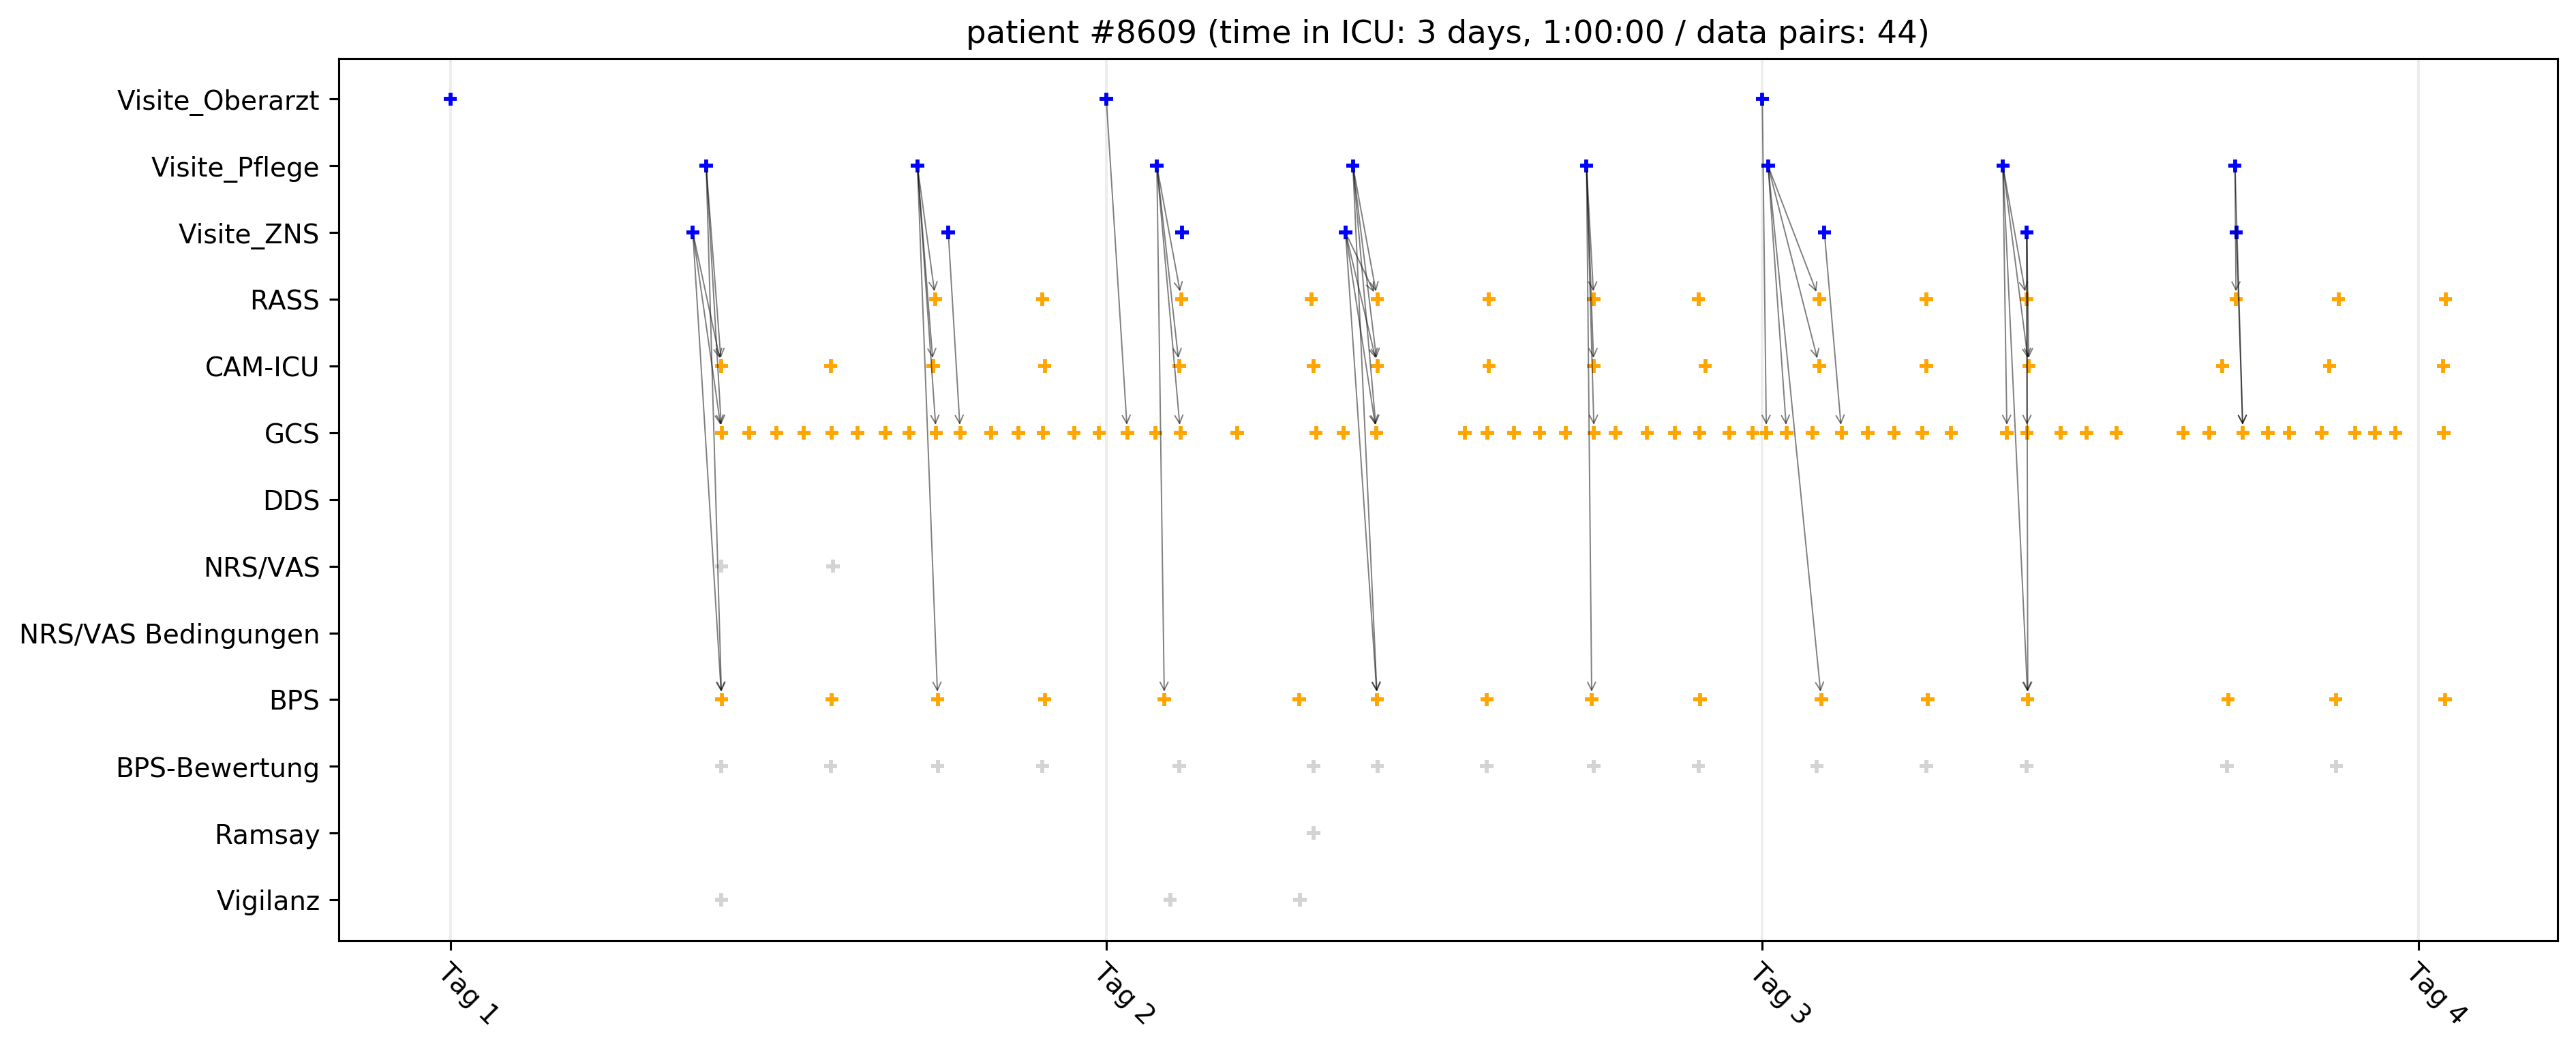 patient #8609 (time in ICU: 3 days, 1:00:00 / data pairs: 44)
Visite_Oberarzt
Visite_Pflege
Visite_ZNS
RASS
CAM-ICU
GCS
DDS
NRS/VAS
NRS/VAS Bedingungen
BPS
BPS-Bewertung
Ramsay
Vigilanz
Tag 1
Tag 2
Tag 3
Tag 4